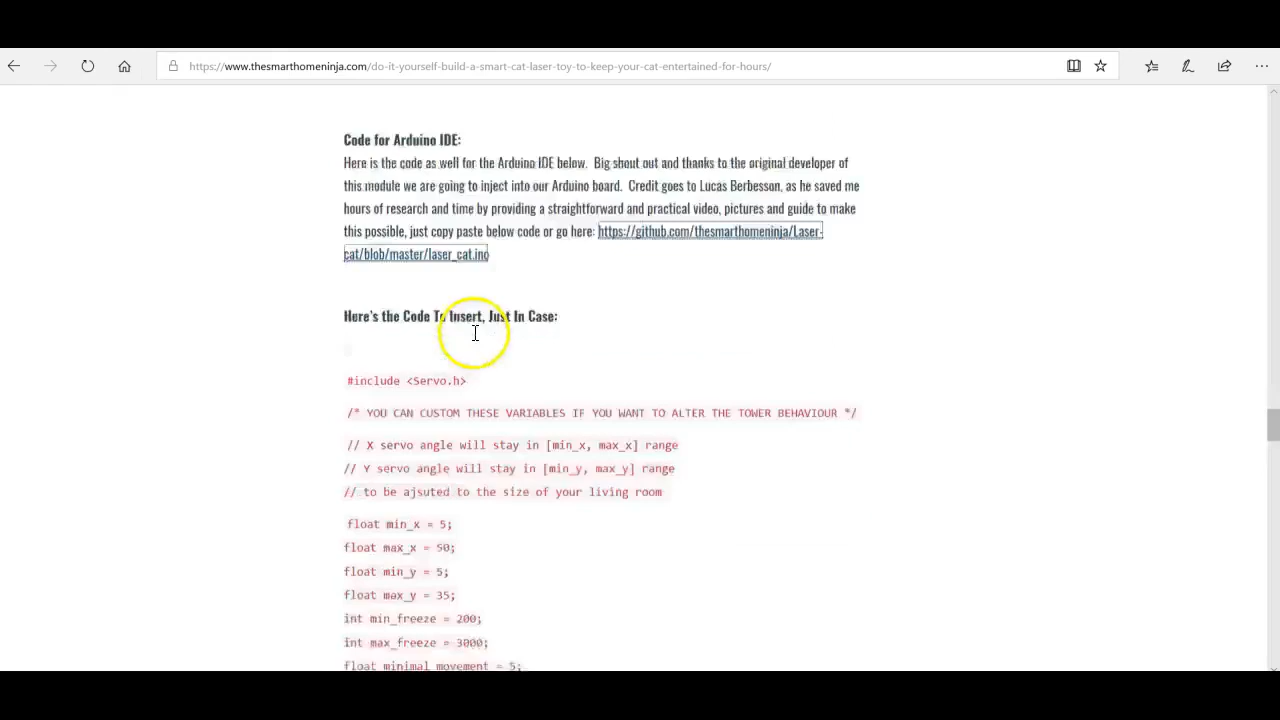 https://www.thesmarthomeninja.com/do-it-yourself-build-a-smart-cat-laser-toy-to-keep-your-cat-entertained-for-hours/
Code for Arduino IDE:
Here is the code as well for the Arduino IDE below. Big shout out and thanks to the original developer of
this module we are going to inject into our Arduino board. Credit goes to Lucas Berbesson, as he saved me
hours of research and time by providing a straightforward and practical video, pictures and guide to make
this possible, just copy paste below code or go here: https://github.com/thesmarthomeninja/Laser-
cat/blob/master/laser_cat.ino
Here's the Code To Insert, Just In Case:
#include <Servo.h>
/* YOU CAN CUSTOM THESE VARIABLES IF YOU WANT TO ALTER THE TOWER BEHAVIOUR */
// X servo angle will stay in [min_x, max_x] range
// Y servo angle will stay in [min_y, max_y] range
// to be ajsuted to the size of your living room
float min_x = 5;
float max_x = 50;
float min_y = 5;
float max_y = 35;
int min_freeze = 200;
int max_freeze = 3000;
float minimal_movement = 5;